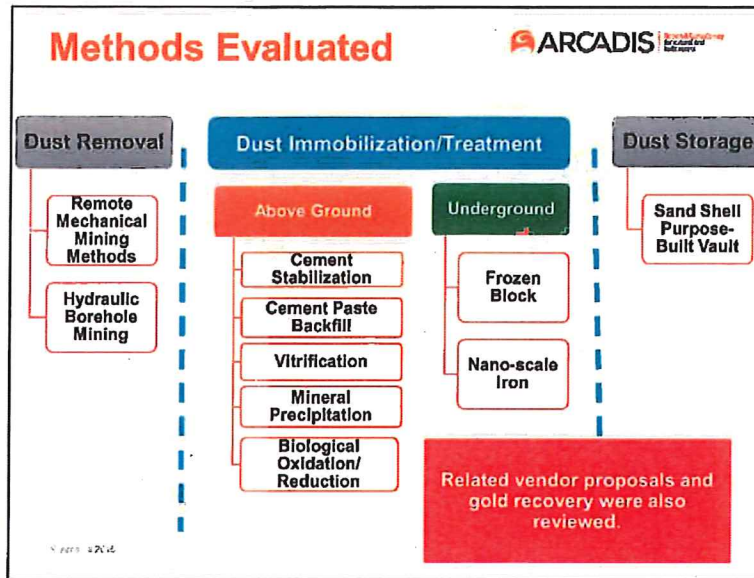 Methods Evaluated
ARCADIS
Dust Removal
Remote
Mechanical
Mining
Methods
Hydraulic
Borehole
Mining
Dust Immobilization/Treatment
Above Ground
Cement
Stabilization
Cement Paste
Backfill
Vitrification
Mineral
Precipitation
Biological
Oxidation/
Reduction
Underground
Frozen
Block
Nano-scale
Iron
Dust Storage
Sand Shell
Purpose-
Built Vault
Related vendor proposals and
gold recovery were also
reviewed.